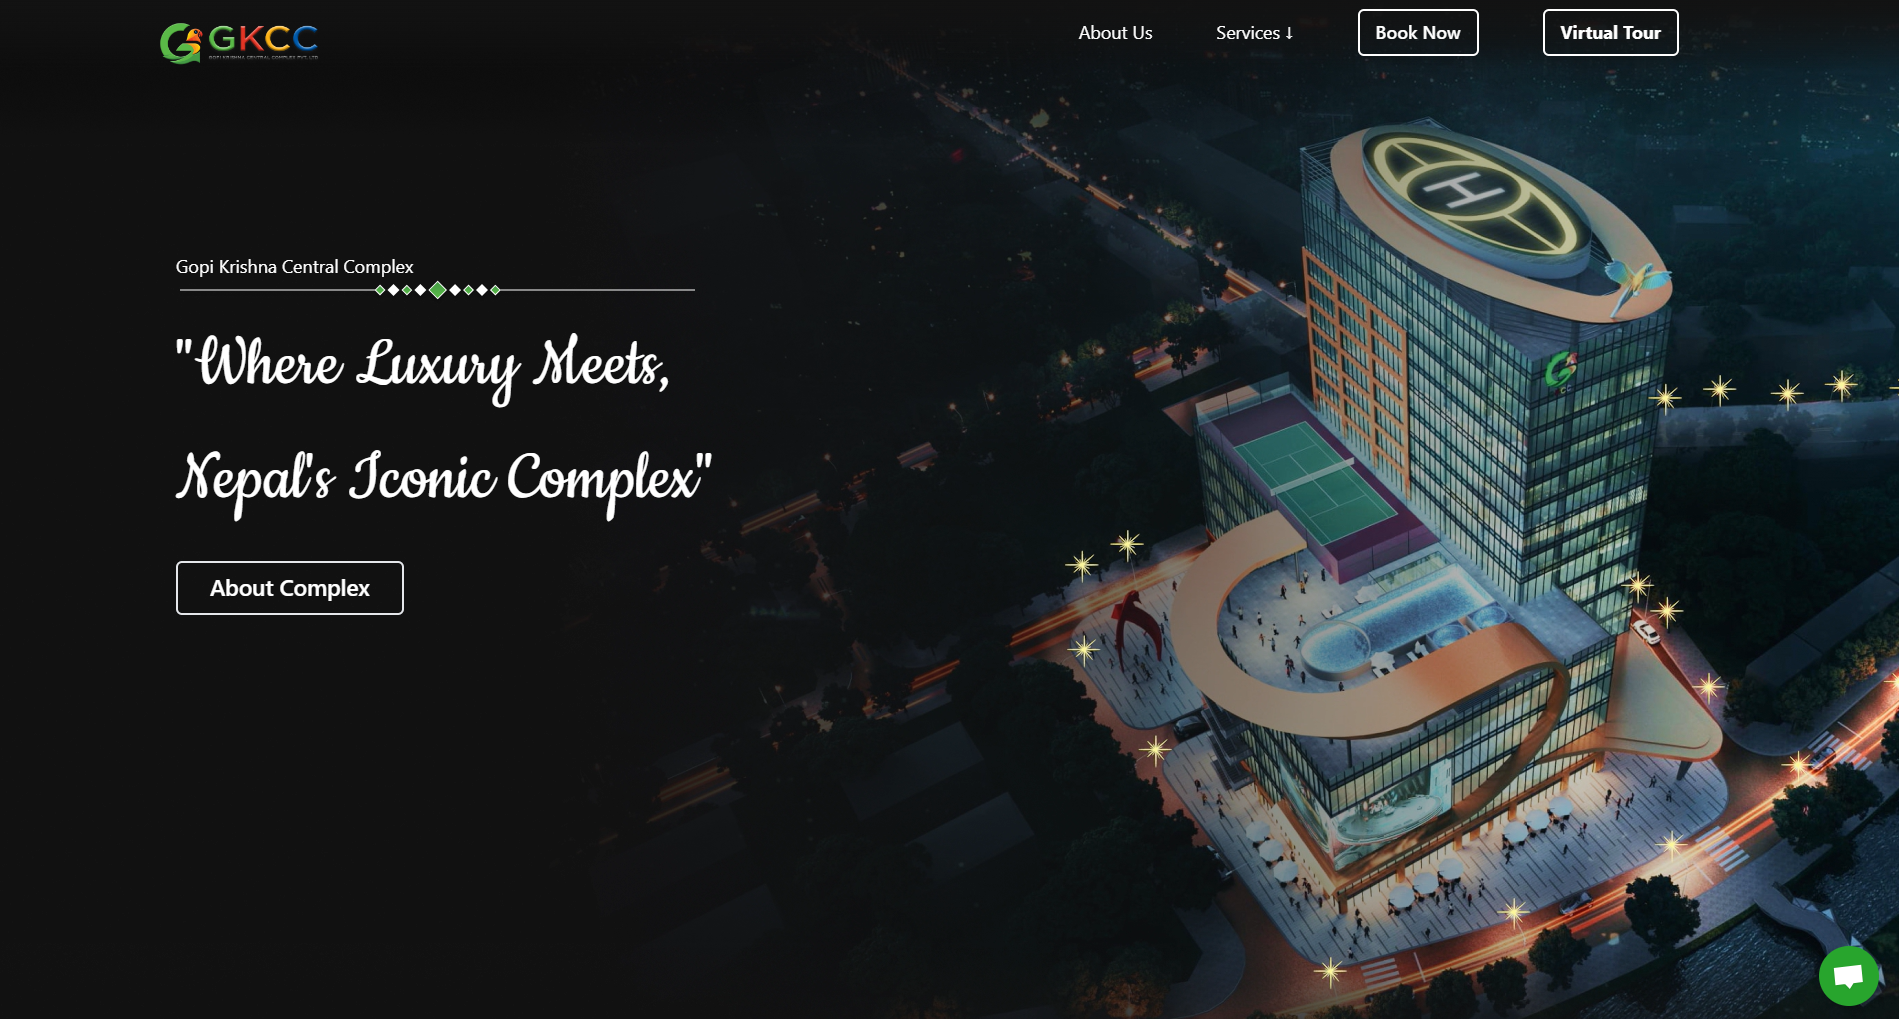 GKCC
GOPI KRISHNA CENTRAL COMPLEX PVT. LTD
About Us
Services ↓
Book Now
Virtual Tour
Gopi Krishna Central Complex
"Where Luxury Meets,
Nepal's Iconic Complex"
About Complex
H